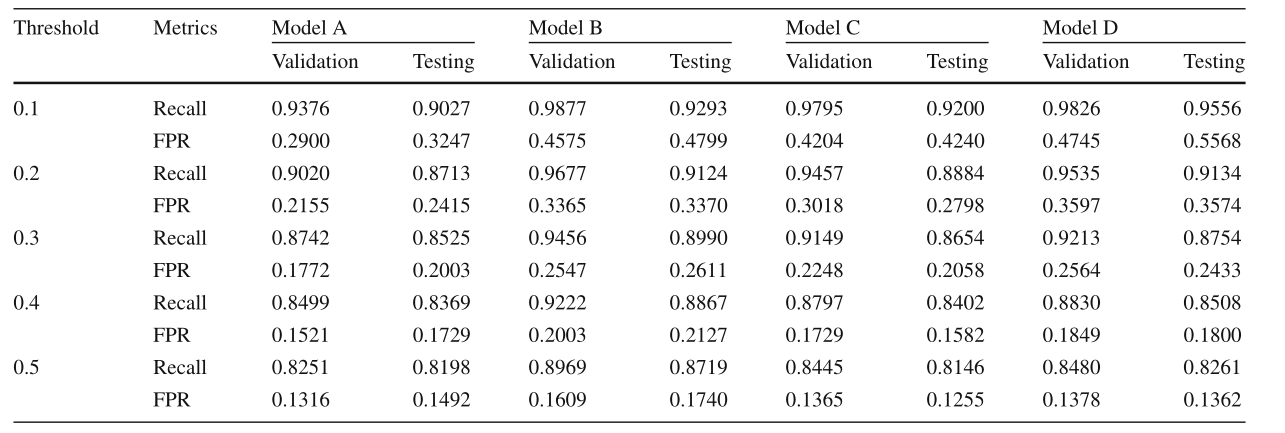 Threshold Metrics Model A Model B Model C Model D
Validation Testing Validation Testing Validation Testing Validation Testing
0.1 Recall 0.9376 0.9027 0.9877 0.9293 0.9795 0.9200 0.9826 0.9556
FPR 0.2900 0.3247 0.4575 0.4799 0.4204 0.4240 0.4745 0.5568
0.2 Recall 0.9020 0.8713 0.9677 0.9124 0.9457 0.8884 0.9535 0.9134
FPR 0.2155 0.2415 0.3365 0.3370 0.3018 0.2798 0.3597 0.3574
0.3 Recall 0.8742 0.8525 0.9456 0.8990 0.9149 0.8654 0.9213 0.8754
FPR 0.1772 0.2003 0.2547 0.2611 0.2248 0.2058 0.2564 0.2433
0.4 Recall 0.8499 0.8369 0.9222 0.8867 0.8797 0.8402 0.8830 0.8508
FPR 0.1521 0.1729 0.2003 0.2127 0.1729 0.1582 0.1849 0.1800
0.5 Recall 0.8251 0.8198 0.8969 0.8719 0.8445 0.8146 0.8480 0.8261
FPR 0.1316 0.1492 0.1609 0.1740 0.1365 0.1255 0.1378 0.1362